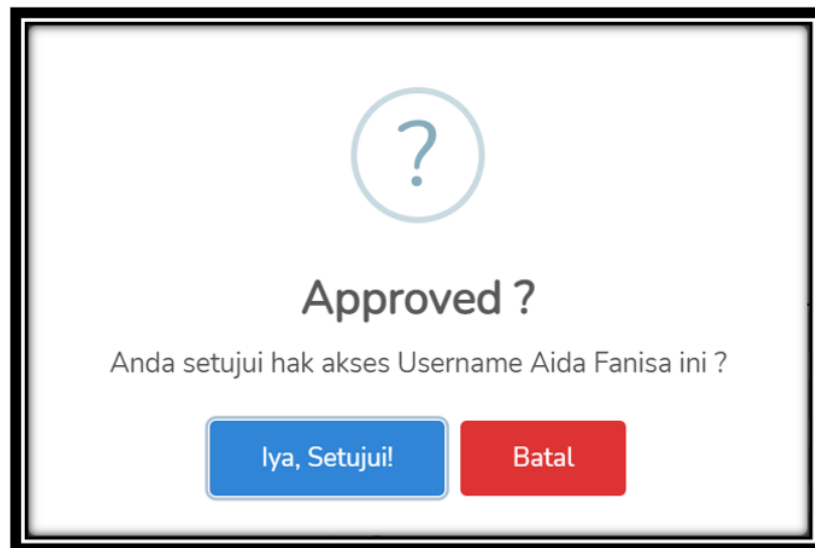 ?
Approved ?
Anda setujui hak akses Username Aida Fanisa ini ?
Iya, Setujui!
Batal